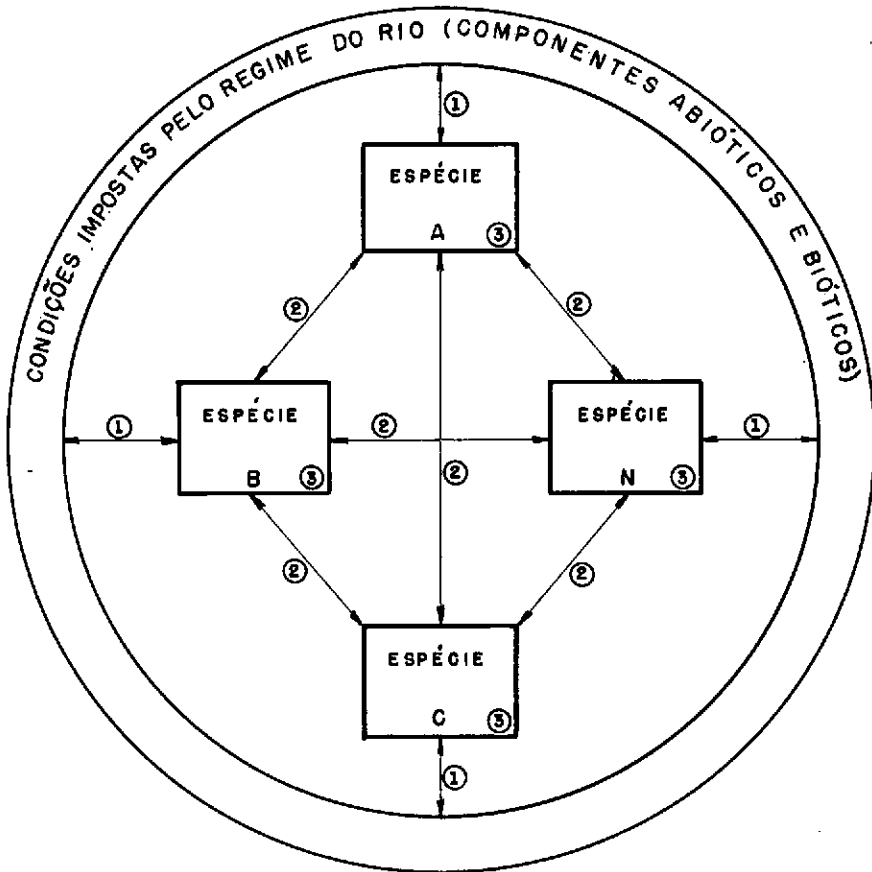 CONDIÇÕES IMPOSTAS PELO REGIME DO RIO (COMPONENTES ABIÓTICOS E BIÓTICOS)
①
ESPÉCIE
A ③
②
②
ESPÉCIE
B ③
①
②
②
ESPÉCIE
N ③
①
②
②
ESPÉCIE
C ③
①